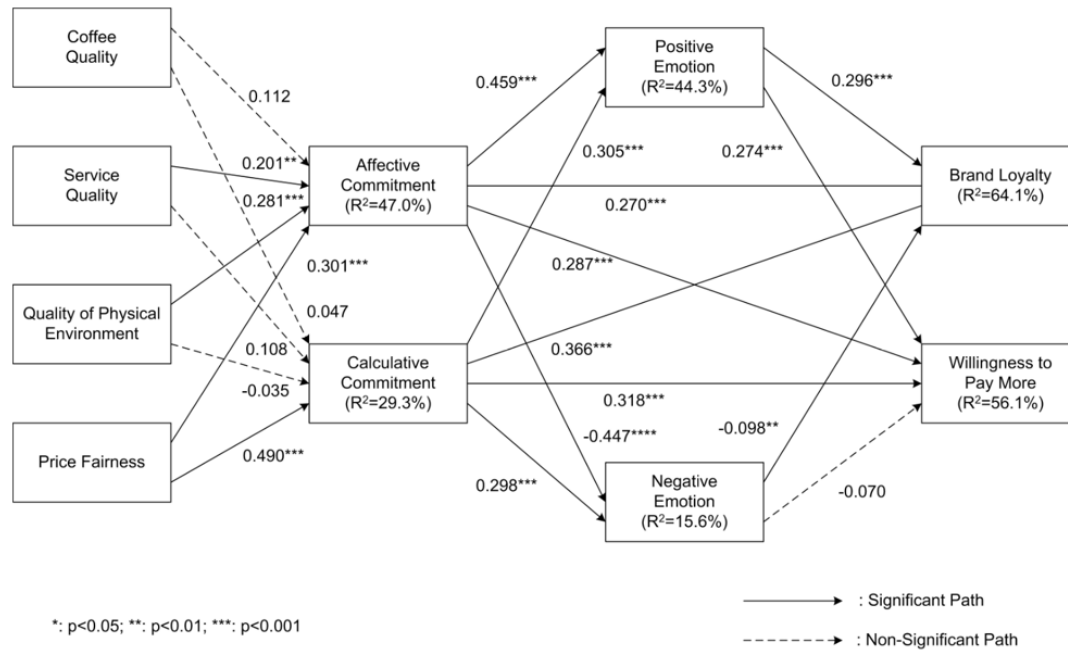 Coffee
Quality
Service
Quality
Quality of Physical
Environment
Price Fairness
0.112
0.201**
0.281***
0.301***
0.047
0.108
-0.035
0.490***
Affective
Commitment
(R²=47.0%)
Calculative
Commitment
(R²=29.3%)
0.459***
0.305***
0.270***
0.287***
0.366***
0.318***
-0.447****
0.298***
Positive
Emotion
(R²=44.3%)
Negative
Emotion
(R²=15.6%)
0.296***
0.274***
-0.098**
-0.070
Brand Loyalty
(R²=64.1%)
Willingness to
Pay More
(R²=56.1%)
*: p<0.05; **: p<0.01; ***: p<0.001
: Significant Path
: Non-Significant Path